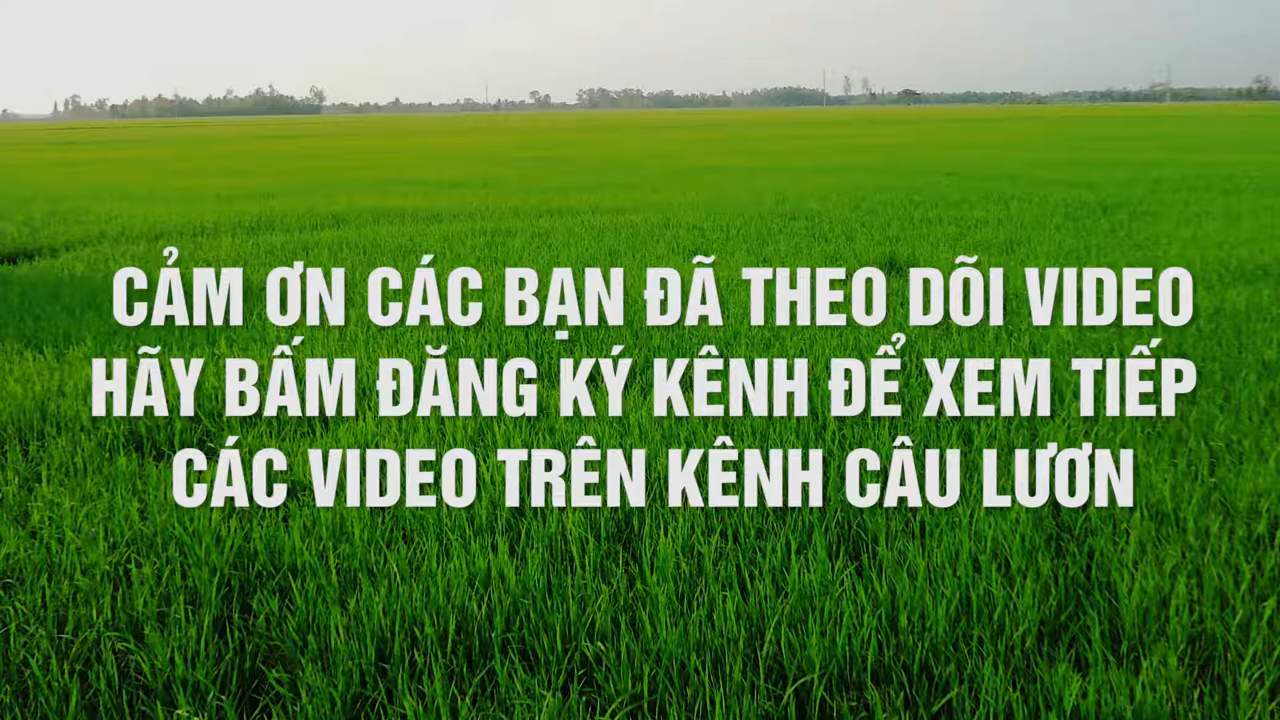 CẢM ƠN CÁC BẠN ĐÃ THEO DÕI VIDEO
HÃY BẤM ĐĂNG KÝ KÊNH ĐỂ XEM TIẾP
CÁC VIDEO TRÊN KÊNH CÂU LƯƠN